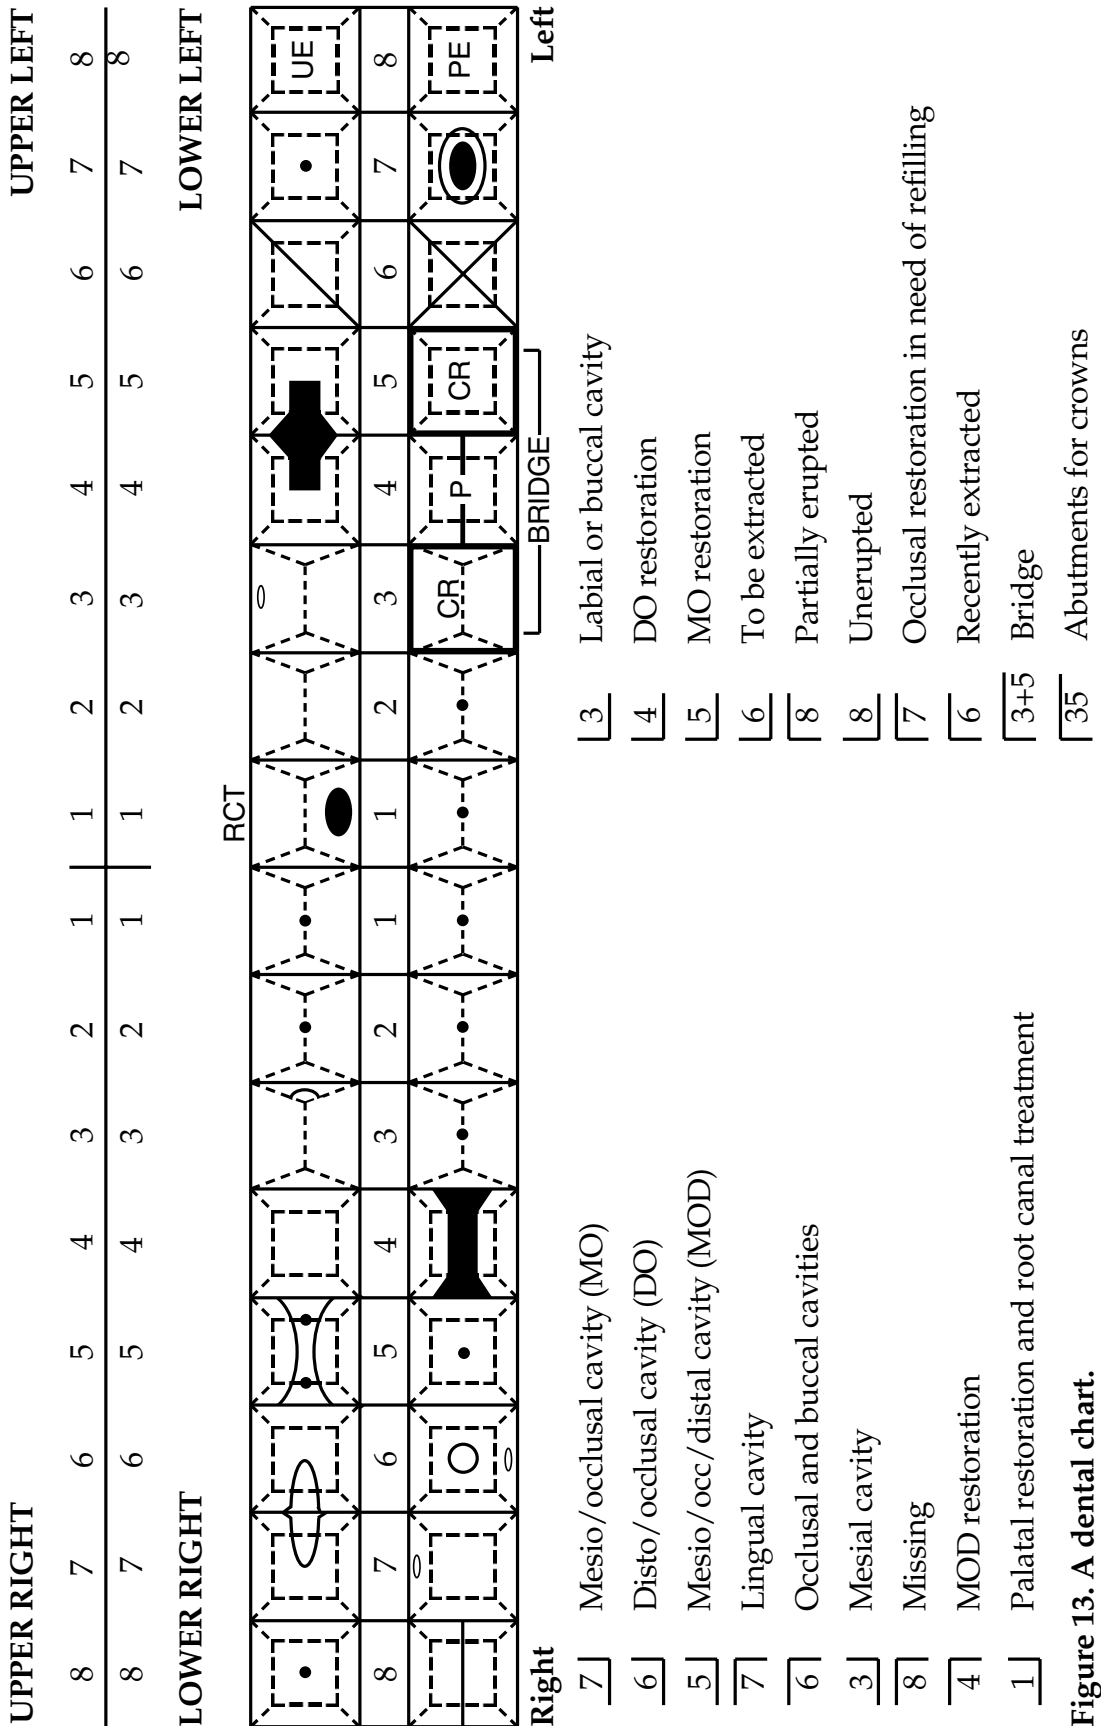 UPPER RIGHT UPPER LEFT
8 7 6 5 4 3 2 1 1 2 3 4 5 6 7 8
8 7 6 5 4 3 2 1 1 2 3 4 5 6 7 8
LOWER RIGHT LOWER LEFT
RCT
UE
8 7 6 5 4 3 2 1 1 2 3 4 5 6 7 8
CR P CR PE
Right BRIDGE Left
7 Mesio/occlusal cavity (MO)
6 Disto/occlusal cavity (DO)
5 Mesio/occ/distal cavity (MOD)
7 Lingual cavity
6 Occlusal and buccal cavities
3 Mesial cavity
8 Missing
4 MOD restoration
1 Palatal restoration and root canal treatment
3 Labial or buccal cavity
4 DO restoration
5 MO restoration
6 To be extracted
8 Partially erupted
8 Unerupted
7 Occlusal restoration in need of refilling
6 Recently extracted
3+5 Bridge
35 Abutments for crowns
Figure 13. A dental chart.